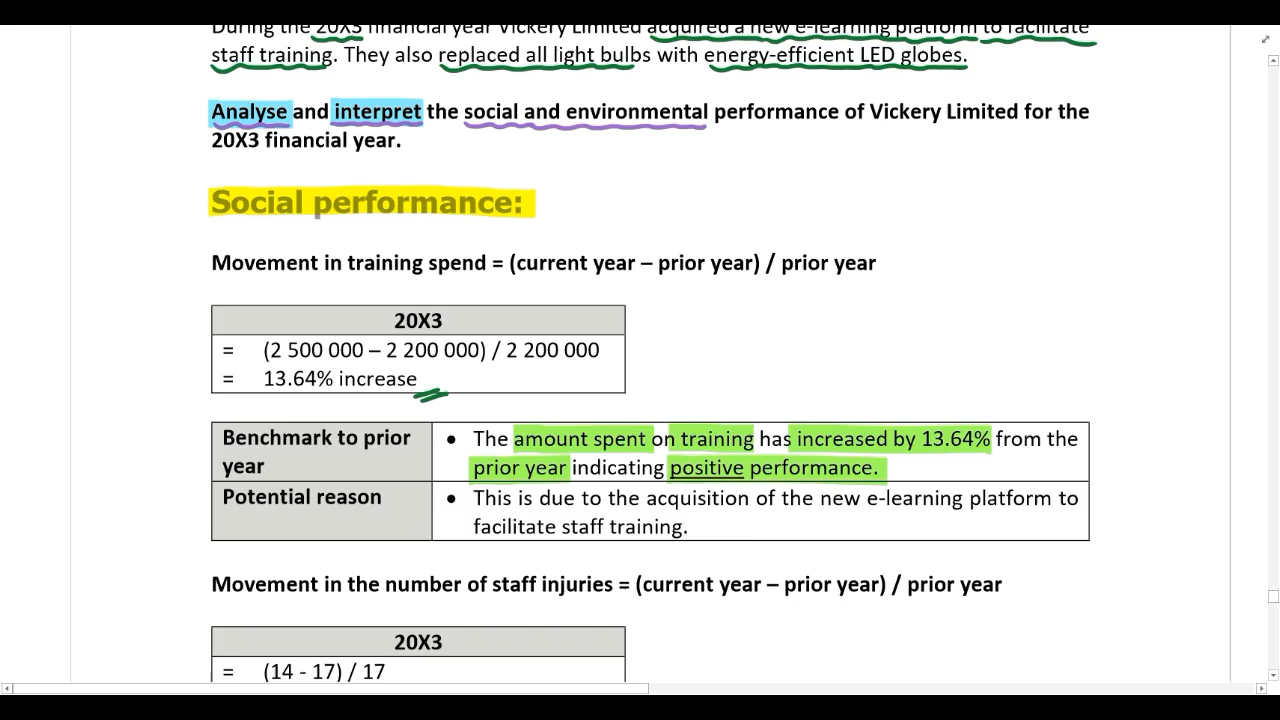 During the 20X3 financial year Vickery Limited acquired a new e-learning platform to facilitate
staff training. They also replaced all light bulbs with energy-efficient LED globes.
Analyse and interpret the social and environmental performance of Vickery Limited for the
20X3 financial year.
Social performance:
Movement in training spend = (current year – prior year) / prior year
20X3
= (2 500 000 – 2 200 000) / 2 200 000
= 13.64% increase
Benchmark to prior
year
• The amount spent on training has increased by 13.64% from the
prior year indicating positive performance.
Potential reason
• This is due to the acquisition of the new e-learning platform to
facilitate staff training.
Movement in the number of staff injuries = (current year – prior year) / prior year
20X3
= (14 - 17) / 17